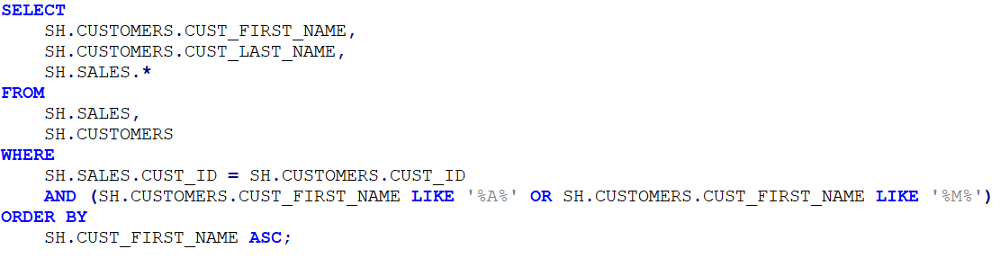 SELECT
SH.CUSTOMERS.CUST_FIRST_NAME,
SH.CUSTOMERS.CUST_LAST_NAME,
SH.SALES.*
FROM
SH.SALES,
SH.CUSTOMERS
WHERE
SH.SALES.CUST_ID = SH.CUSTOMERS.CUST_ID
AND (SH.CUSTOMERS.CUST_FIRST_NAME LIKE '%A%' OR SH.CUSTOMERS.CUST_FIRST_NAME LIKE '%M%')
ORDER BY
SH.CUST_FIRST_NAME ASC;